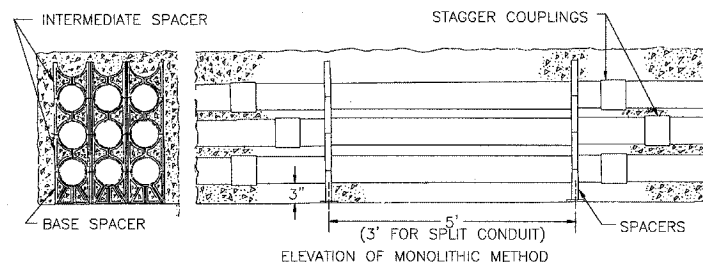 INTERMEDIATE SPACER
STAGGER COUPLINGS
3"
BASE SPACER
5'
(3' FOR SPLIT CONDUIT)
SPACERS
ELEVATION OF MONOLITHIC METHOD